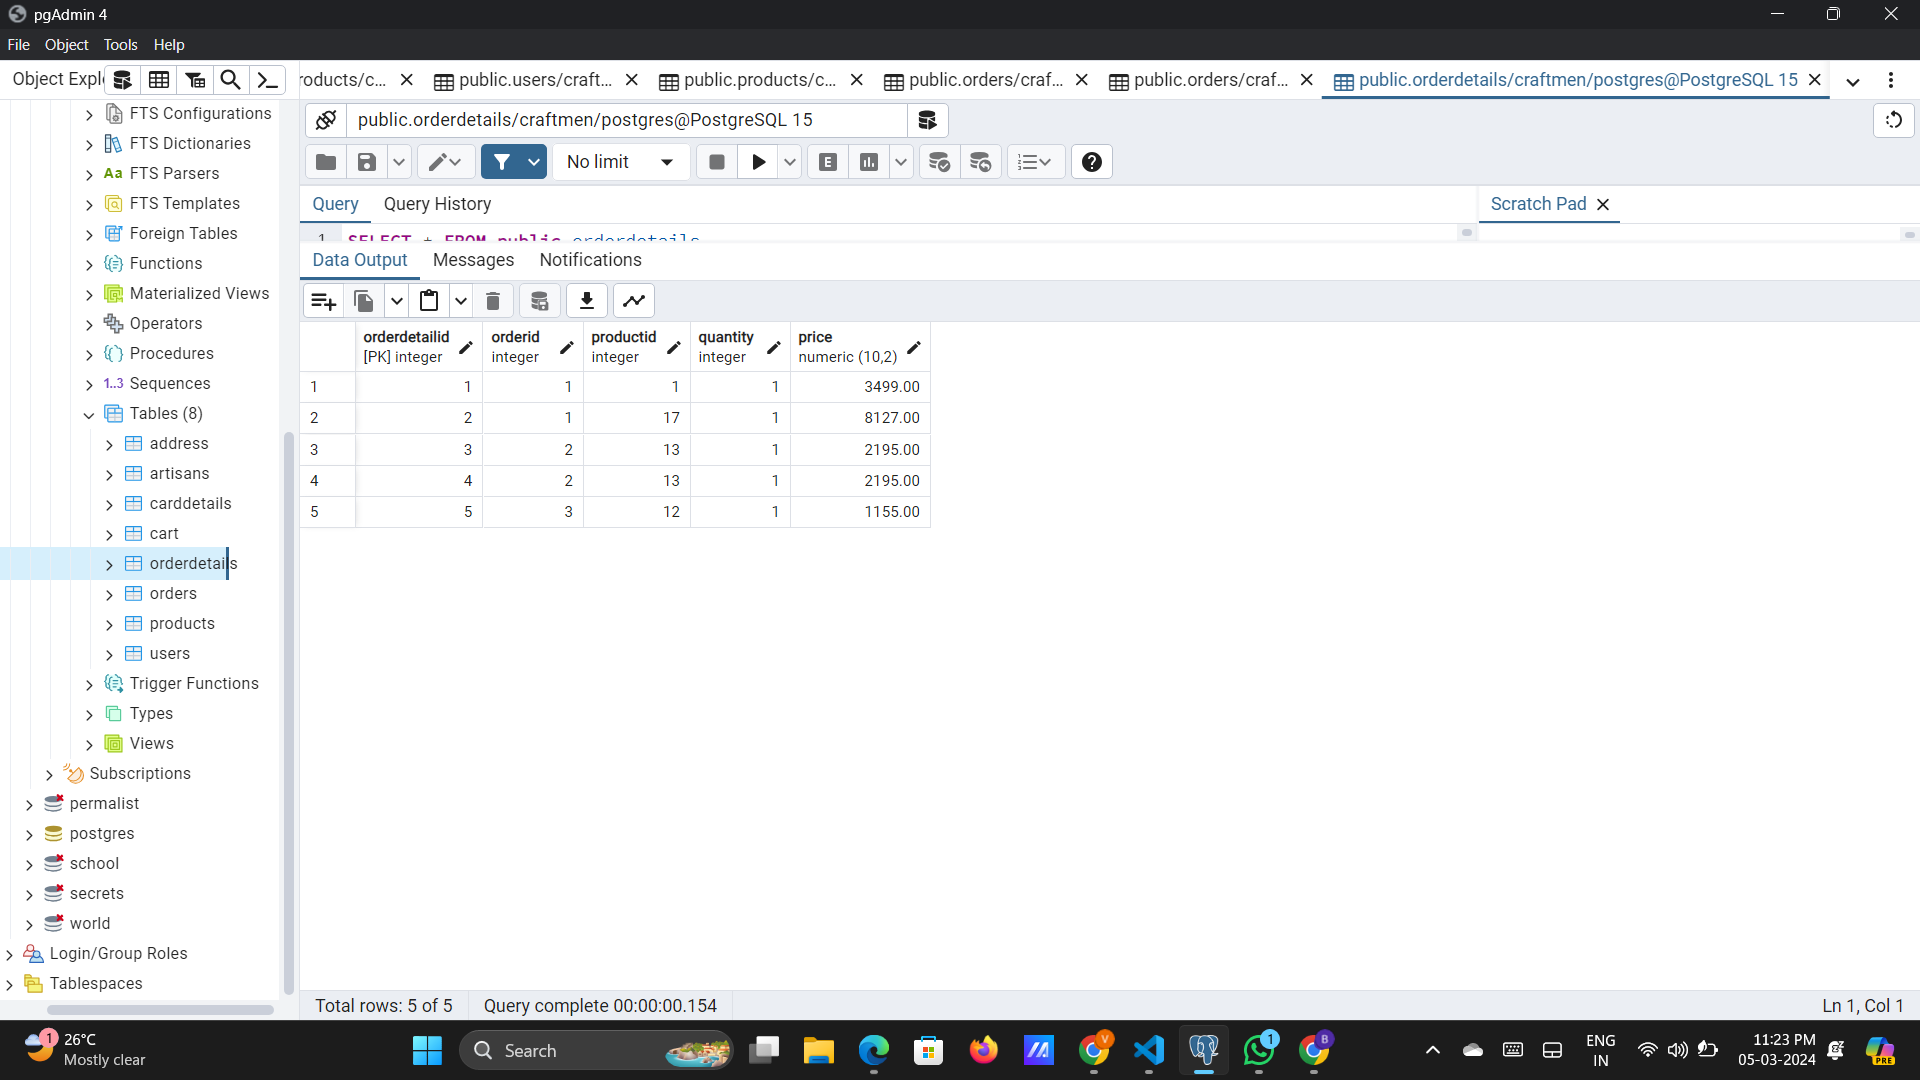 pgAdmin 4
File Object Tools Help
Object Expl
roducts/c...
public.users/craft...
public.products/c...
public.orders/craf...
public.orders/craf...
public.orderdetails/craftmen/postgres@PostgreSQL 15
public.orderdetails/craftmen/postgres@PostgreSQL 15
No limit
E
Query
Query History
Scratch Pad
1 SELECT * FROM public.orderdetails
Data Output
Messages
Notifications
orderdetailid [PK] integer
orderid integer
productid integer
quantity integer
price numeric (10,2)
1 1 1 1 1 3499.00
2 2 1 17 1 8127.00
3 3 2 13 1 2195.00
4 4 2 13 1 2195.00
5 5 3 12 1 1155.00
FTS Configurations
FTS Dictionaries
Aa FTS Parsers
FTS Templates
Foreign Tables
Functions
Materialized Views
Operators
Procedures
1..3 Sequences
Tables (8)
address
artisans
carddetails
cart
orderdetails
orders
products
users
Trigger Functions
Types
Views
Subscriptions
permalist
postgres
school
secrets
world
Login/Group Roles
Tablespaces
Total rows: 5 of 5
Query complete 00:00:00.154
Ln 1, Col 1
1
26°C
Mostly clear
Search
V
1
B
ENG
IN
11:23 PM
05-03-2024
PRE